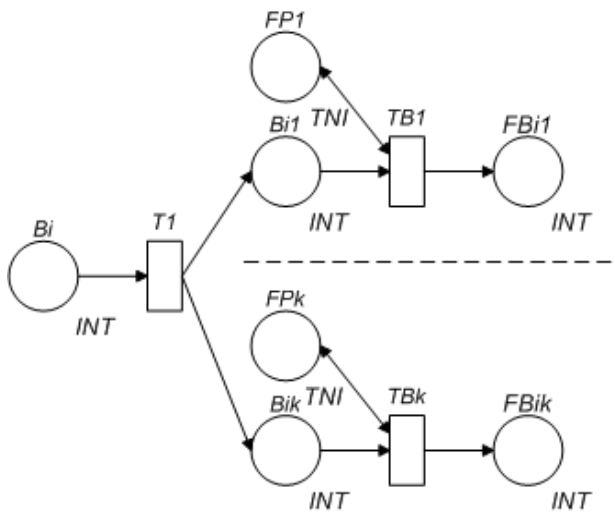 FP1
TNI
TB1
Bi1
FBi1
INT
INT
Bi
T1
INT
FPk
TNI
TBk
Bik
FBik
INT
INT